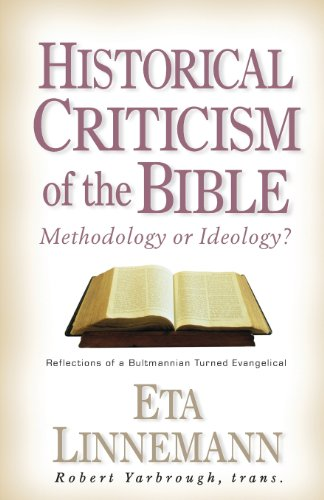 HISTORICAL
CRITICISM
of the BIBLE
Methodology or Ideology?
Reflections of a Bultmannian Turned Evangelical
ETA
LINNEMANN
Robert Yarbrough, trans.